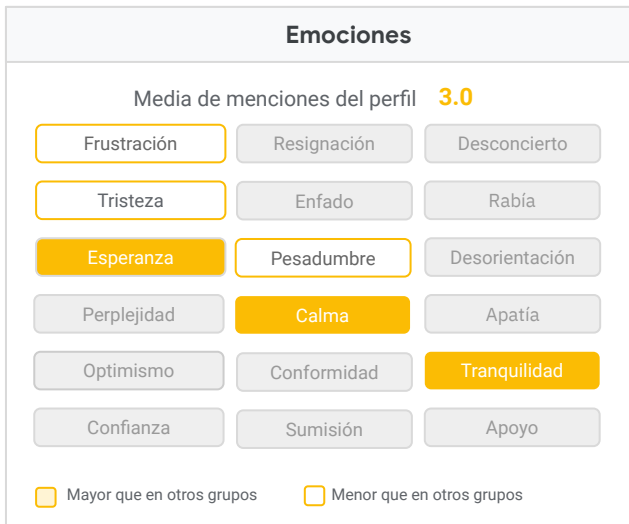 Emociones
Media de menciones del perfil 3.0
Frustración Resignación Desconcierto
Tristeza Enfado Rabía
Esperanza Pesadumbre Desorientación
Perplejidad Calma Apatía
Optimismo Conformidad Tranquilidad
Confianza Sumisión Apoyo
Mayor que en otros grupos Menor que en otros grupos